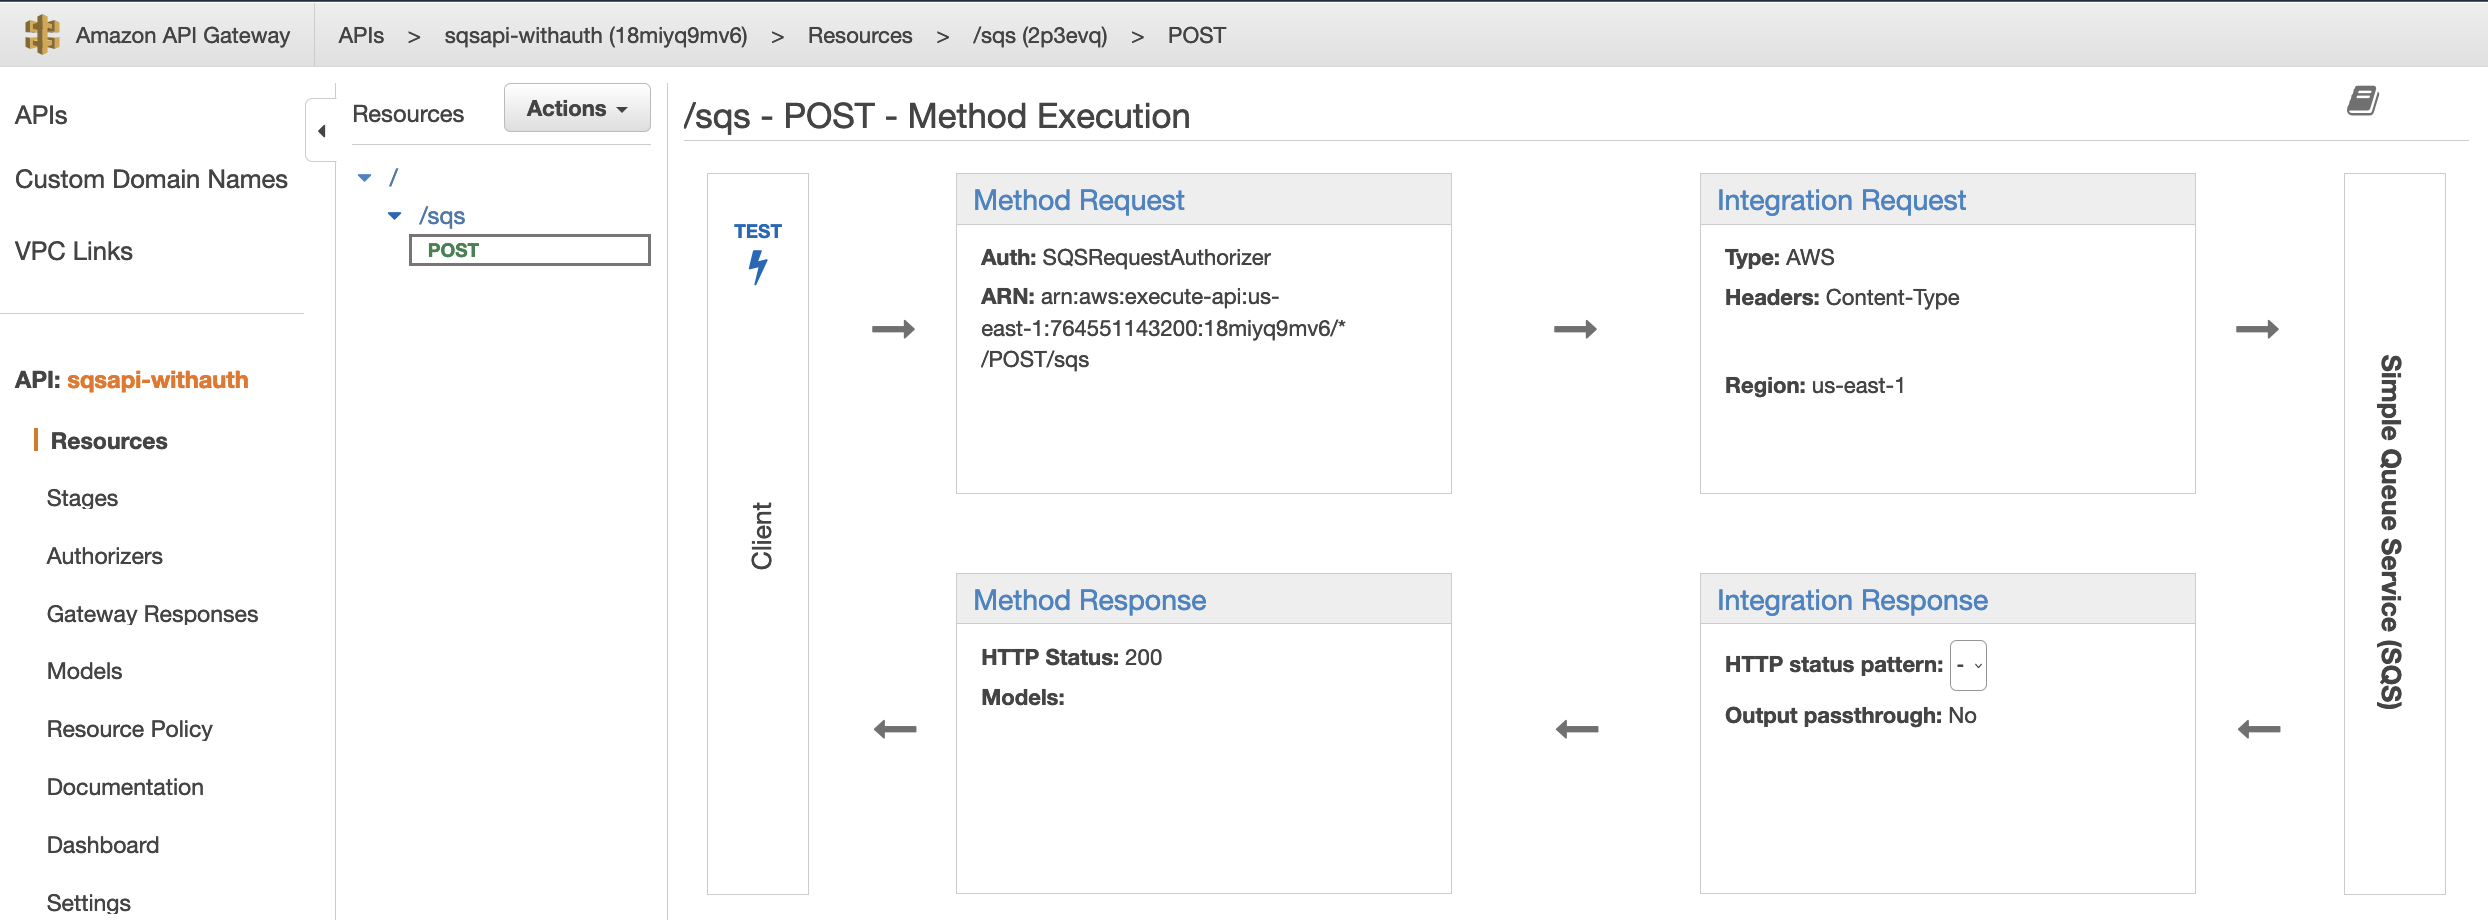 Amazon API Gateway
APIs > sqsapi-withauth (18miyq9mv6) > Resources > /sqs (2p3evq) > POST
APIs
Custom Domain Names
VPC Links
API: sqsapi-withauth
Resources
Stages
Authorizers
Gateway Responses
Models
Resource Policy
Documentation
Dashboard
Settings
Resources
Actions
/
/sqs
POST
/sqs - POST - Method Execution
TEST
Client
Method Request
Auth: SQSRequestAuthorizer
ARN: arn:aws:execute-api:us-
east-1:764551143200:18miyq9mv6/*
/POST/sqs
Integration Request
Type: AWS
Headers: Content-Type
Region: us-east-1
Simple Queue Service (SQS)
Method Response
HTTP Status: 200
Models:
Integration Response
HTTP status pattern: -
Output passthrough: No